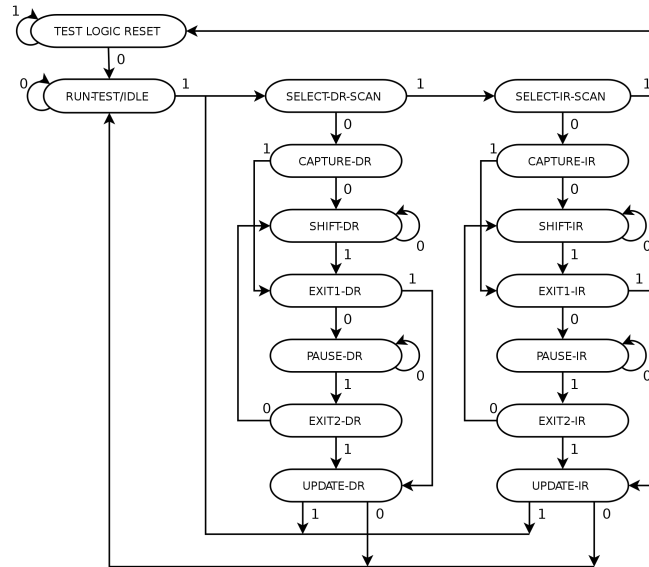 1
TEST LOGIC RESET
0
0
RUN-TEST/IDLE
1
SELECT-DR-SCAN
1
SELECT-IR-SCAN
1
0
0
1
CAPTURE-DR
1
CAPTURE-IR
0
0
SHIFT-DR
0
SHIFT-IR
0
1
1
EXIT1-DR
1
EXIT1-IR
1
0
0
PAUSE-DR
0
PAUSE-IR
0
1
1
0
EXIT2-DR
0
EXIT2-IR
1
1
UPDATE-DR
UPDATE-IR
1
0
1
0